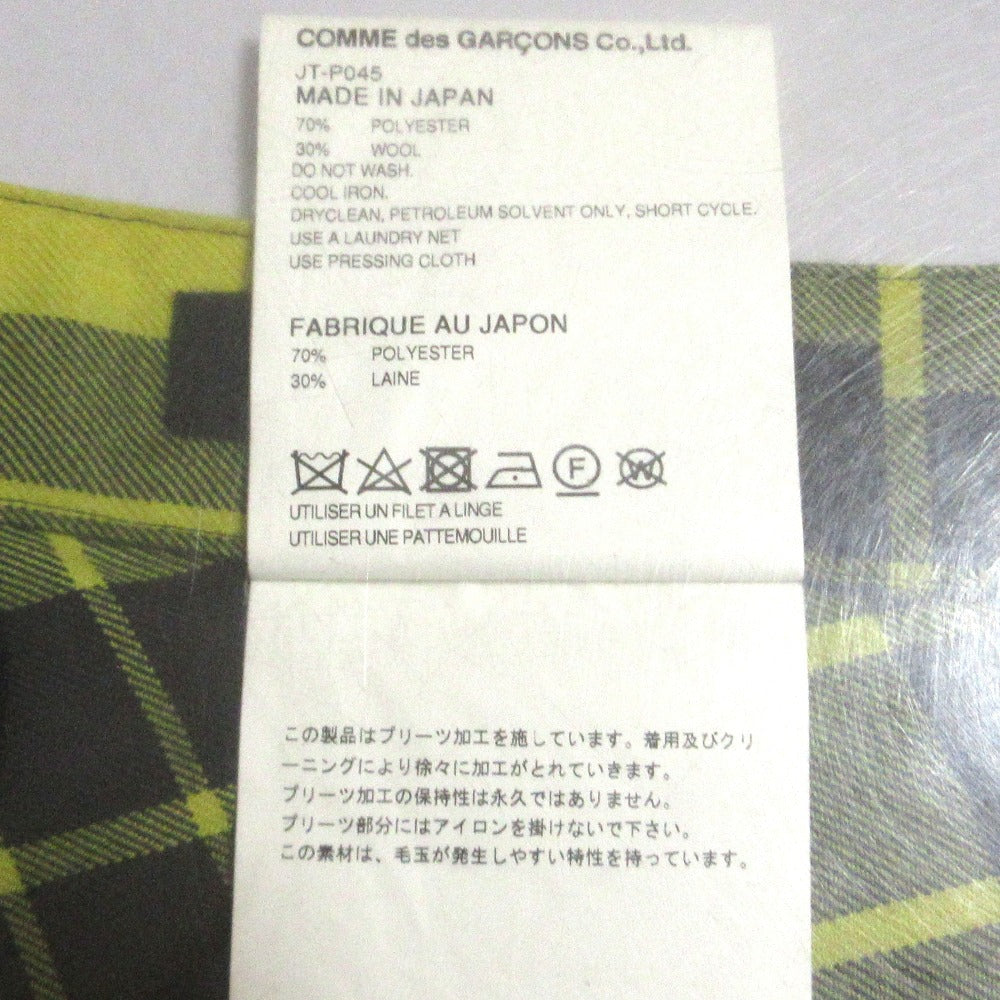 COMME des GARÇONS Co.,Ltd.
JT-P045
MADE IN JAPAN
70% POLYESTER
30% WOOL
DO NOT WASH.
COOL IRON.
DRYCLEAN, PETROLEUM SOLVENT ONLY, SHORT CYCLE.
USE A LAUNDRY NET
USE PRESSING CLOTH
FABRIQUE AU JAPON
70% POLYESTER
30% LAINE
F W
UTILISER UN FILET A LINGE
UTILISER UNE PATTEMOUILLE
この製品はプリーツ加工を施しています。着用及びクリ
ーニングにより徐々に加工がとれていきます。
プリーツ加工の保持性は永久ではありません。
プリーツ部分にはアイロンを掛けないで下さい。
この素材は、毛玉が発生しやすい特性を持っています。